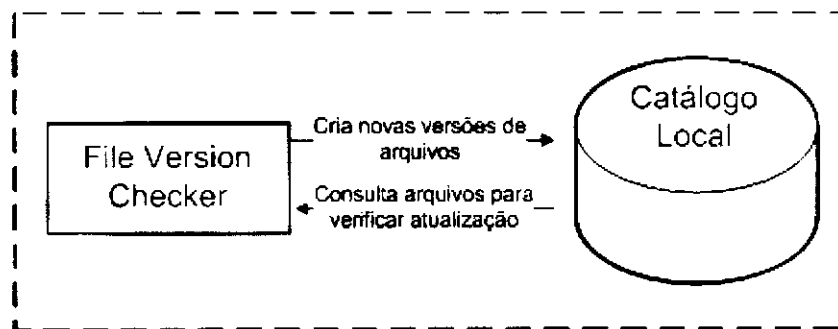 File Version
Checker
Cria novas versões de
arquivos
Consulta arquivos para
verificar atualização
Catálogo
Local